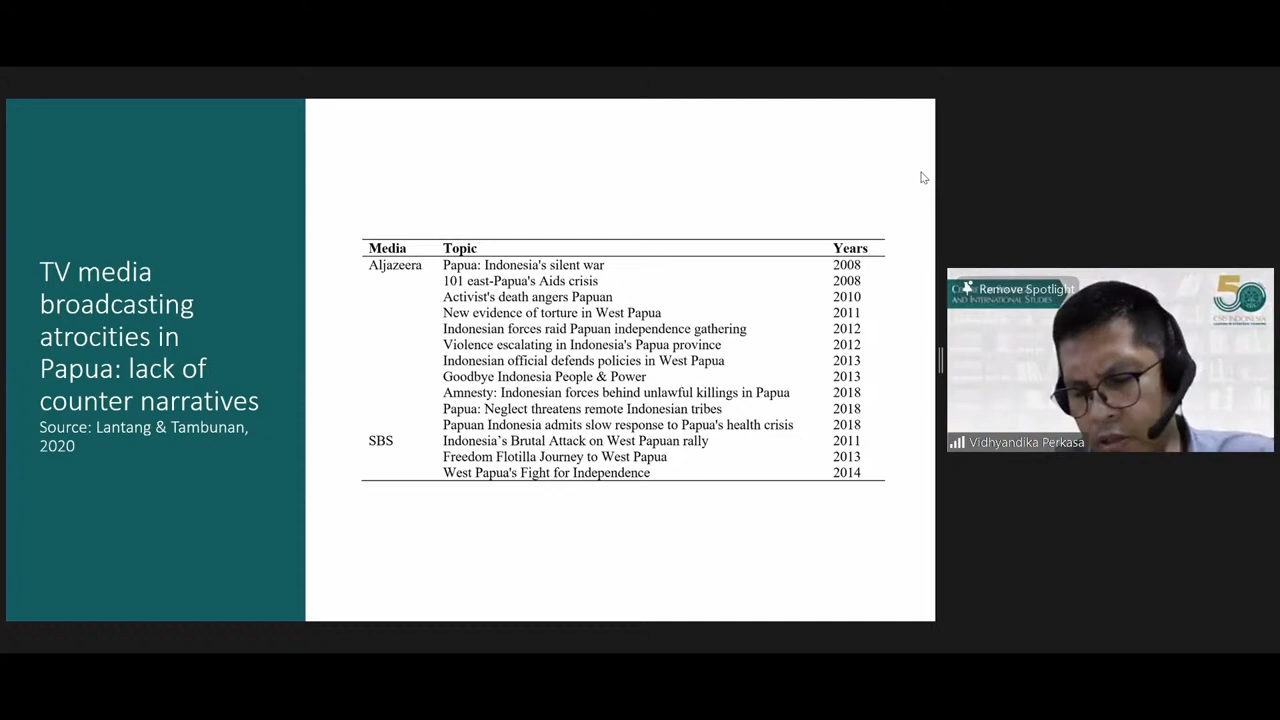 TV media
broadcasting
atrocities in
Papua: lack of
counter narratives
Source: Lantang & Tambunan,
2020
Media Topic Years
Aljazeera Papua: Indonesia's silent war 2008
101 east-Papua's Aids crisis 2008
Activist's death angers Papuan 2010
New evidence of torture in West Papua 2011
Indonesian forces raid Papuan independence gathering 2012
Violence escalating in Indonesia's Papua province 2012
Indonesian official defends policies in West Papua 2013
Goodbye Indonesia People & Power 2013
Amnesty: Indonesian forces behind unlawful killings in Papua 2018
Papua: Neglect threatens remote Indonesian tribes 2018
Papuan Indonesia admits slow response to Papua's health crisis 2018
SBS Indonesia’s Brutal Attack on West Papuan rally 2011
Freedom Flotilla Journey to West Papua 2013
West Papua's Fight for Independence 2014
Remove Spotlight
and International Studies
50
CSIS INDONESIA
Vidhyandika Perkasa